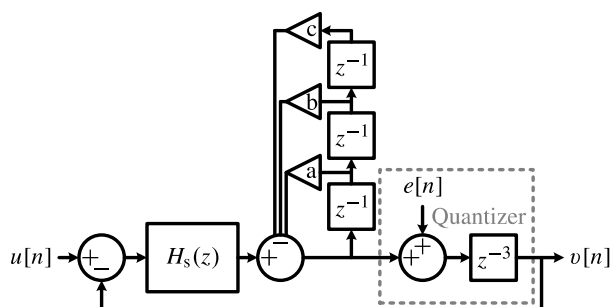 c
z⁻¹
b
z⁻¹
a
z⁻¹
e[n]
Quantizer
u[n]
Hₛ(z)
z⁻³
v[n]
+
−
+
−
+
+